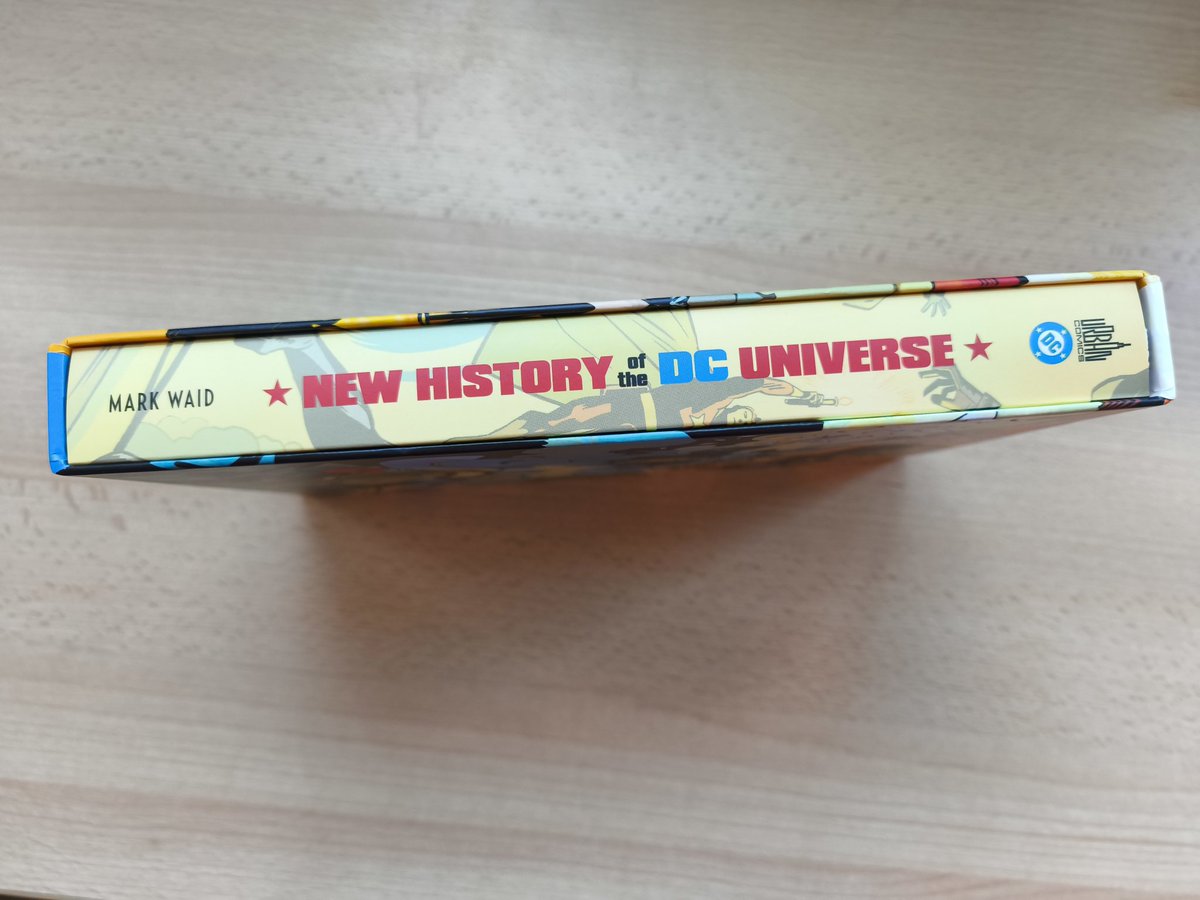 MARK WAID
NEW HISTORY of the DC UNIVERSE
DC
URBAN
COMICS